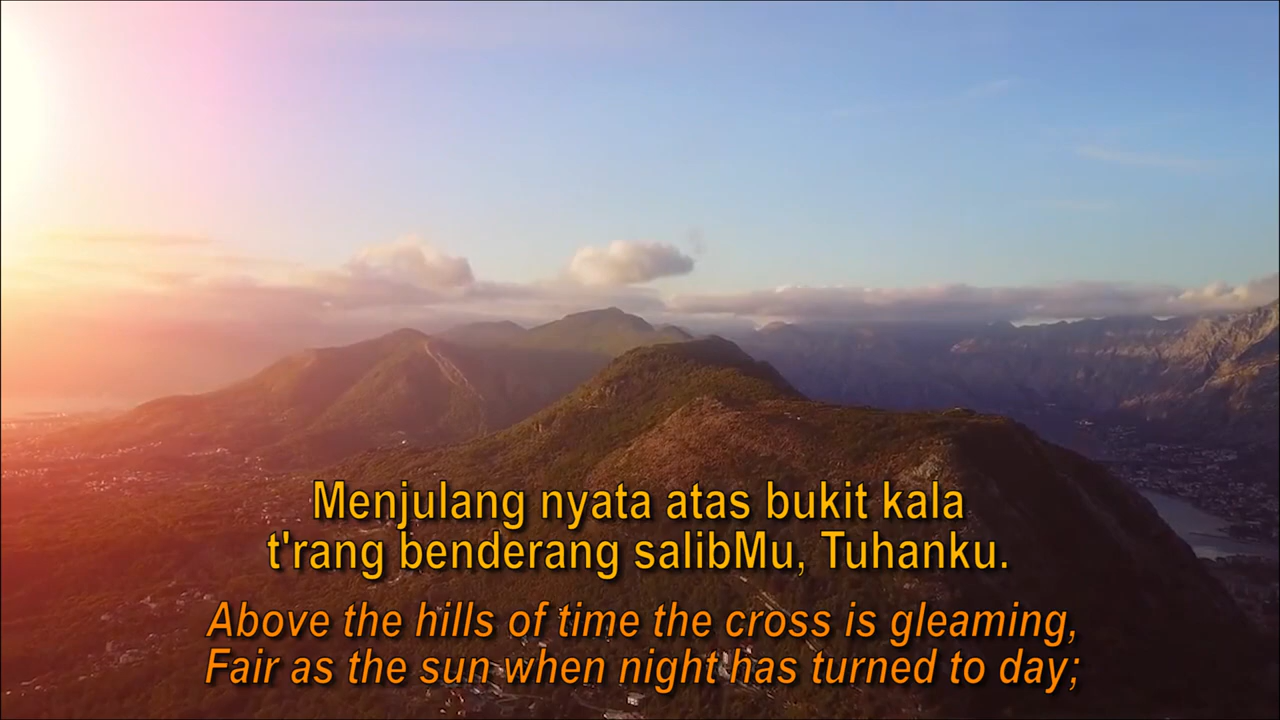 Menjulang nyata atas bukit kala
t'rang benderang salibMu, Tuhanku.
Above the hills of time the cross is gleaming,
Fair as the sun when night has turned to day;